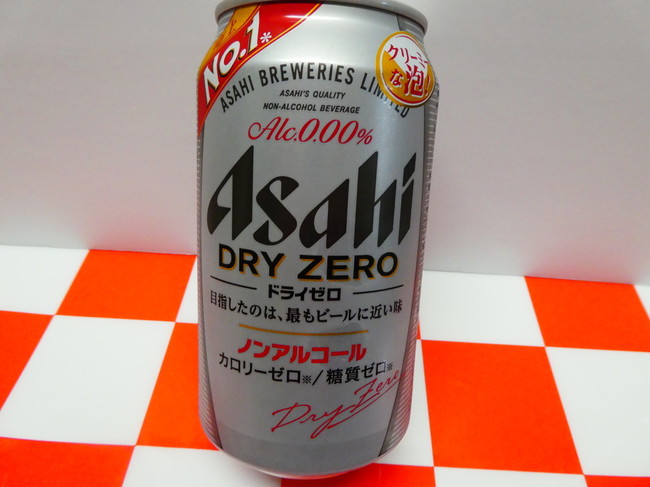 NO.1*
クリーミー
な泡
ASAHI BREWERIES LIMITED
ASAHI'S QUALITY
NON-ALCOHOL BEVERAGE
Alc.0.00%
Asahi
DRY ZERO
ドライゼロ
目指したのは、最もビールに近い味
ノンアルコール
カロリーゼロ※/糖質ゼロ※
Dry Zero